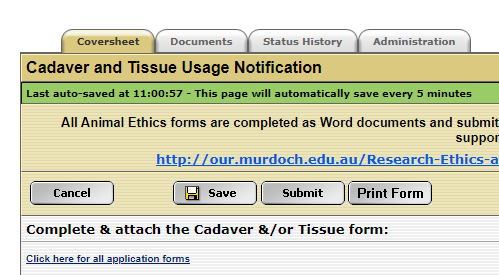 Coversheet Documents Status History Administration
Cadaver and Tissue Usage Notification
Last auto-saved at 11:00:57 - This page will automatically save every 5 minutes
All Animal Ethics forms are completed as Word documents and submit
suppor
http://our.murdoch.edu.au/Research-Ethics-a
Cancel Save Submit Print Form
Complete & attach the Cadaver &/or Tissue form:
Click here for all application forms